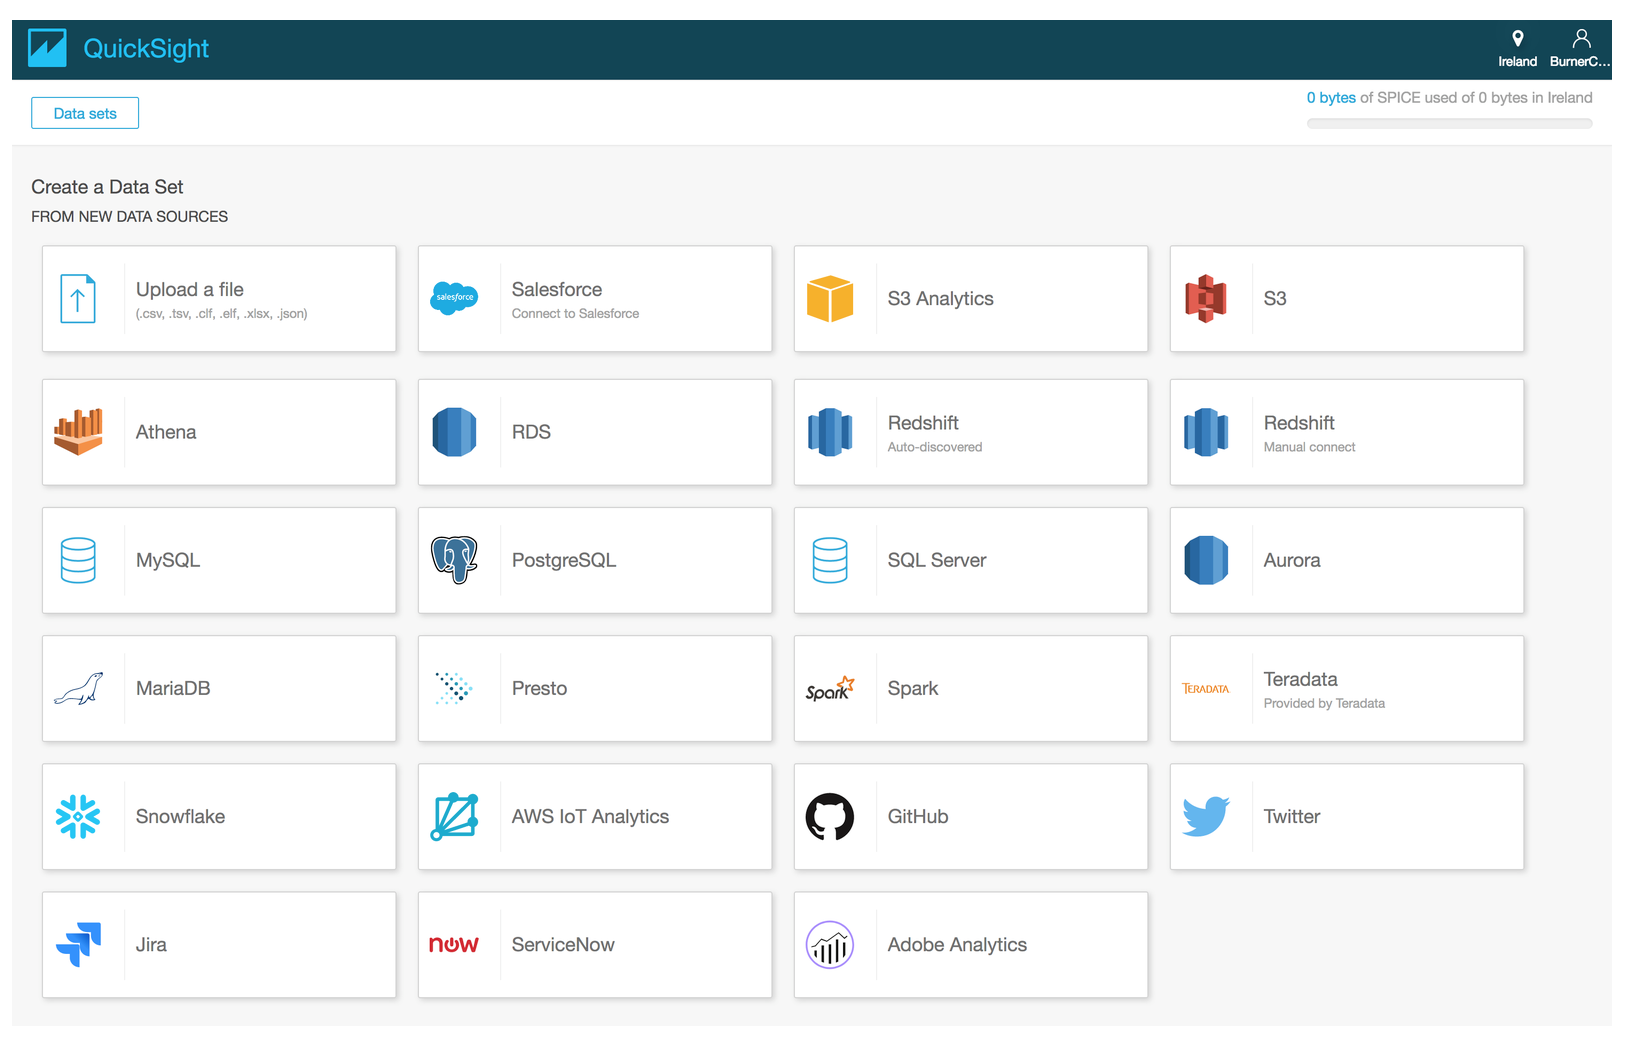 QuickSight
Ireland
BurnerC...
Data sets
0 bytes of SPICE used of 0 bytes in Ireland
Create a Data Set
FROM NEW DATA SOURCES
Upload a file
(.csv, .tsv, .clf, .elf, .xlsx, .json)
salesforce
Salesforce
Connect to Salesforce
S3 Analytics
S3
Athena
RDS
Redshift
Auto-discovered
Redshift
Manual connect
MySQL
PostgreSQL
SQL Server
Aurora
MariaDB
Presto
Spark
Spark
TERADATA
Teradata
Provided by Teradata
Snowflake
AWS IoT Analytics
GitHub
Twitter
Jira
now
ServiceNow
Adobe Analytics